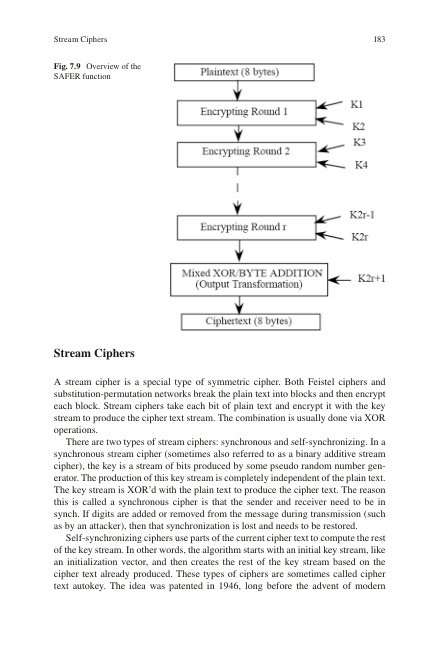 Stream Ciphers 183
Fig. 7.9 Overview of the
SAFER function
Plaintext (8 bytes)
Encrypting Round 1
K1
K2
Encrypting Round 2
K3
K4
Encrypting Round r
K2r-1
K2r
Mixed XOR/BYTE ADDITION
(Output Transformation)
K2r+1
Ciphertext (8 bytes)
Stream Ciphers
A stream cipher is a special type of symmetric cipher. Both Feistel ciphers and
substitution-permutation networks break the plain text into blocks and then encrypt
each block. Stream ciphers take each bit of plain text and encrypt it with the key
stream to produce the cipher text stream. The combination is usually done via XOR
operations.
There are two types of stream ciphers: synchronous and self-synchronizing. In a
synchronous stream cipher (sometimes also referred to as a binary additive stream
cipher), the key is a stream of bits produced by some pseudo random number gen-
erator. The production of this key stream is completely independent of the plain text.
The key stream is XOR'd with the plain text to produce the cipher text. The reason
this is called a synchronous cipher is that the sender and receiver need to be in
synch. If digits are added or removed from the message during transmission (such
as by an attacker), then that synchronization is lost and needs to be restored.
Self-synchronizing ciphers use parts of the current cipher text to compute the rest
of the key stream. In other words, the algorithm starts with an initial key stream, like
an initialization vector, and then creates the rest of the key stream based on the
cipher text already produced. These types of ciphers are sometimes called cipher
text autokey. The idea was patented in 1946, long before the advent of modern